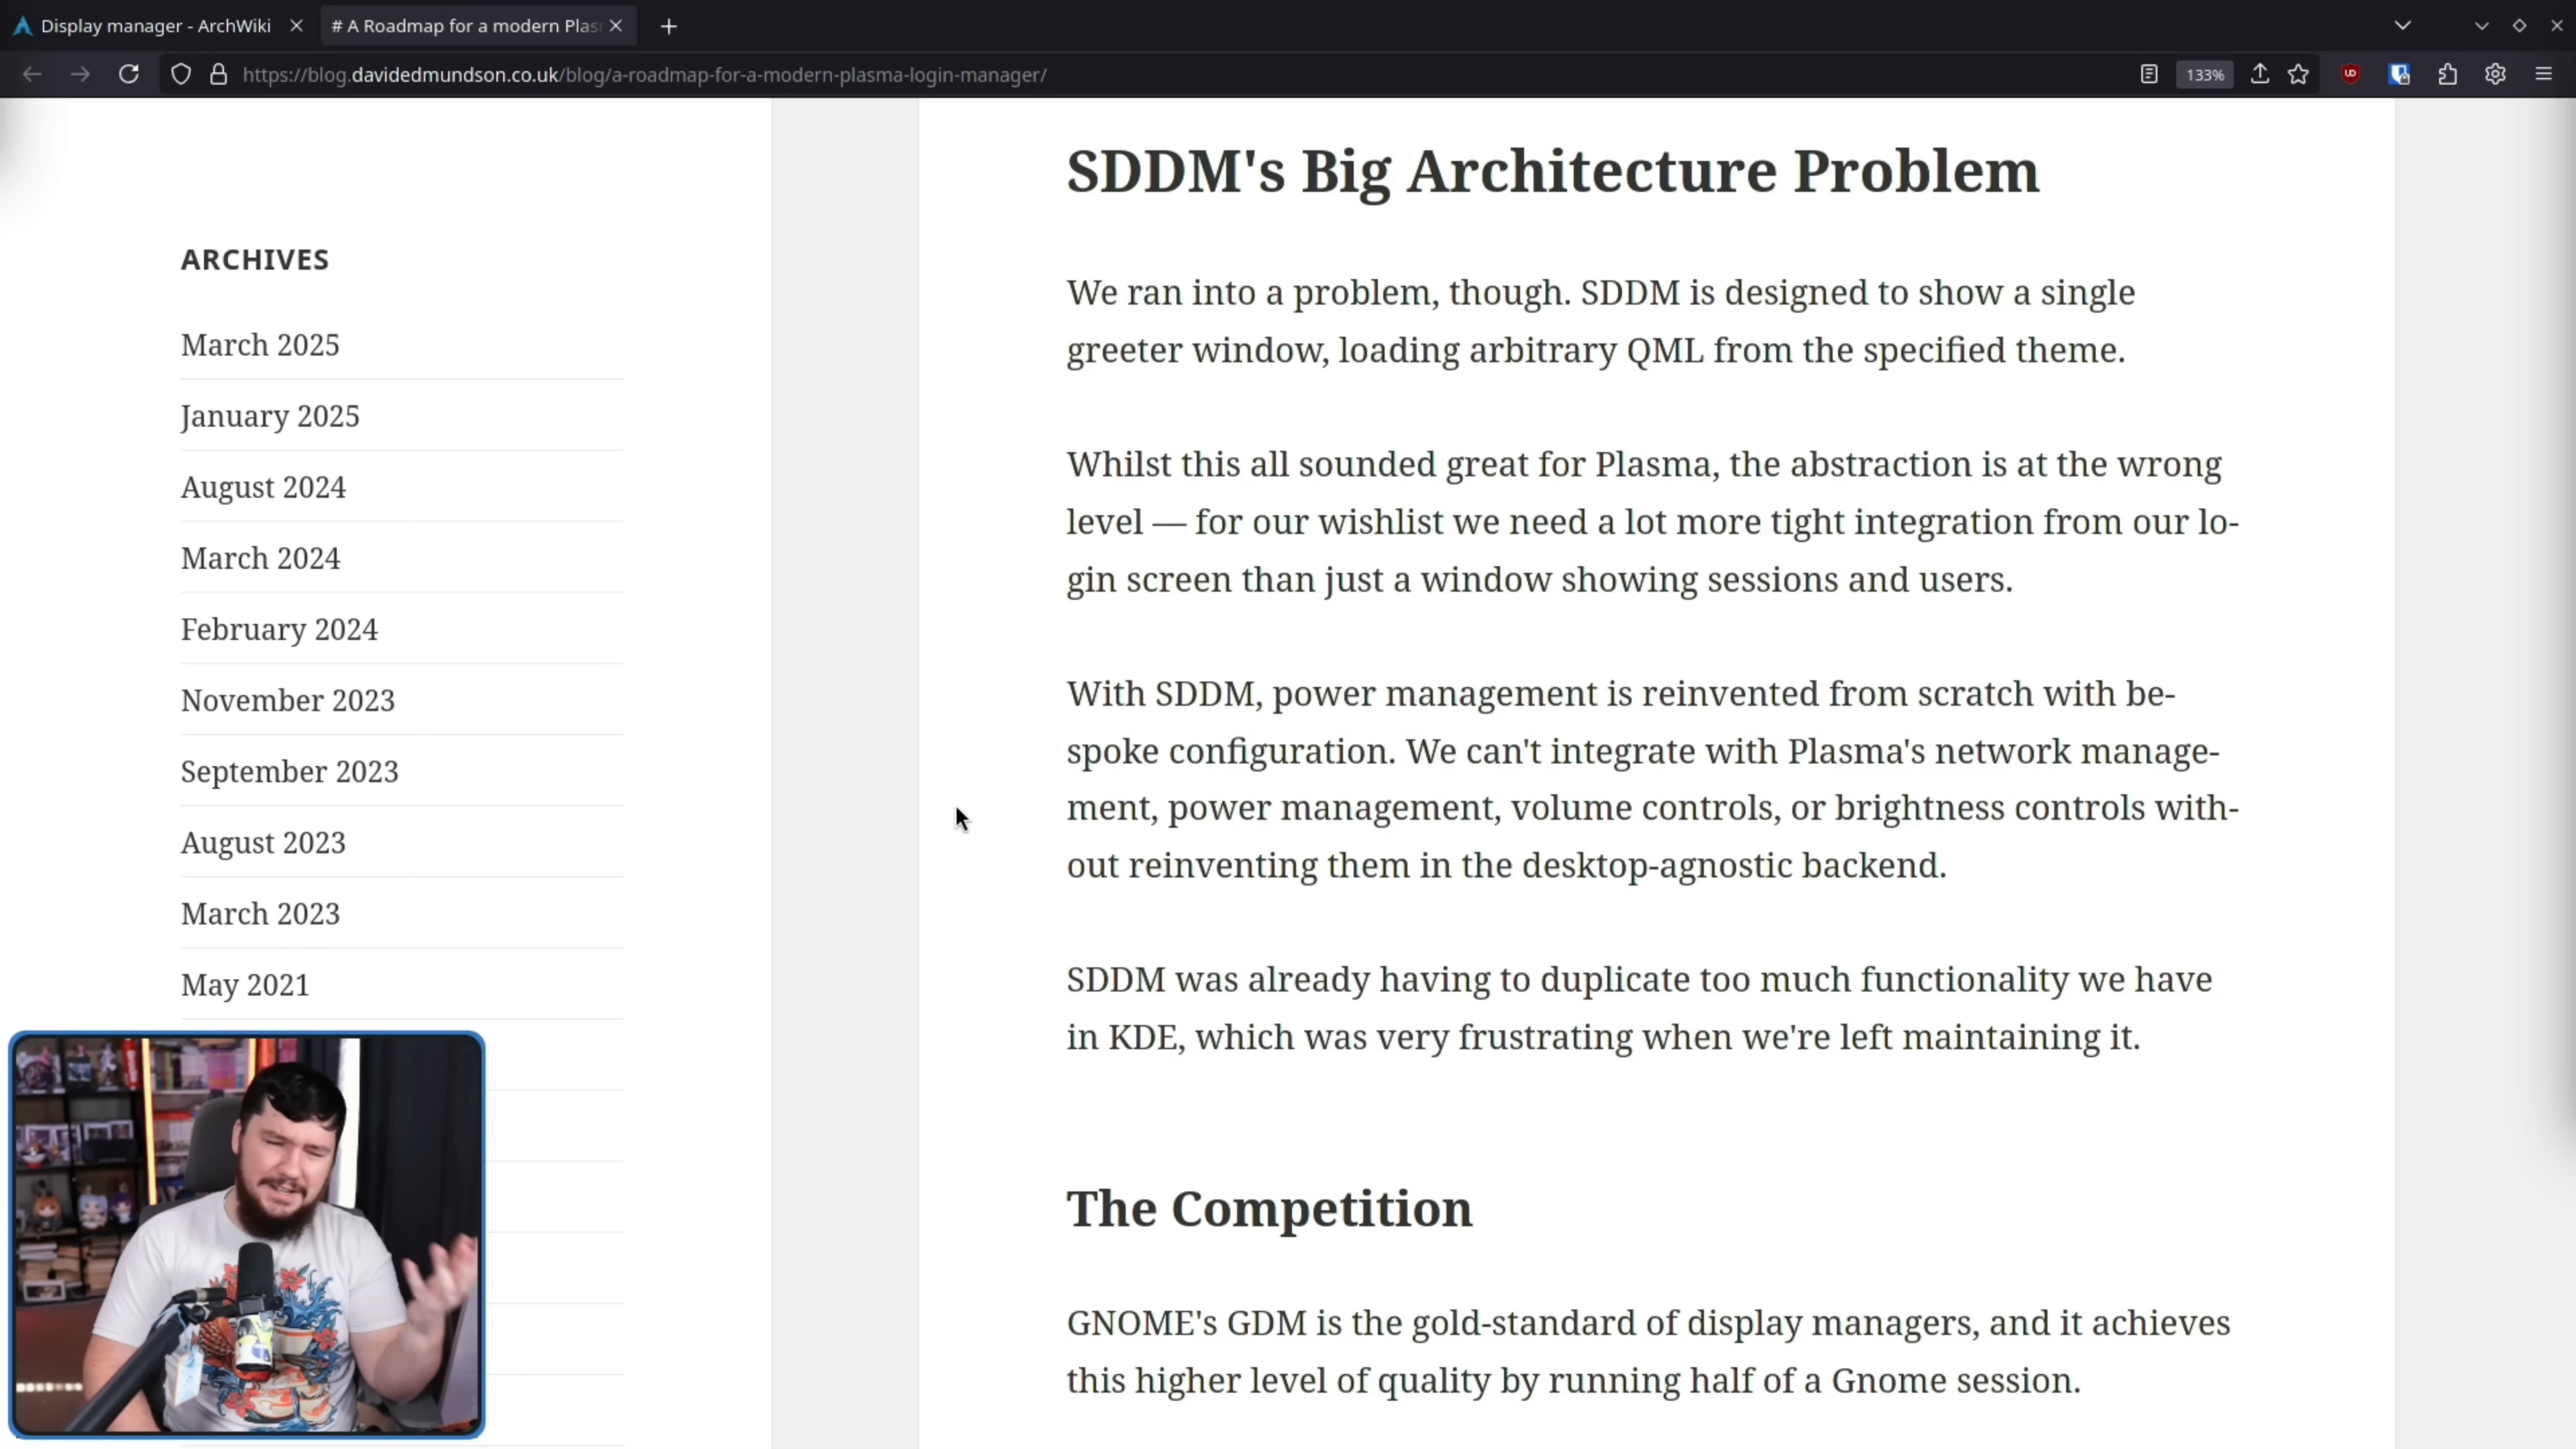 Display manager - ArchWiki
# A Roadmap for a modern Plas
https://blog.davidedmundson.co.uk/blog/a-roadmap-for-a-modern-plasma-login-manager/
133%
ARCHIVES
March 2025
January 2025
August 2024
March 2024
February 2024
November 2023
September 2023
August 2023
March 2023
May 2021
SDDM's Big Architecture Problem
We ran into a problem, though. SDDM is designed to show a single
greeter window, loading arbitrary QML from the specified theme.
Whilst this all sounded great for Plasma, the abstraction is at the wrong
level — for our wishlist we need a lot more tight integration from our lo-
gin screen than just a window showing sessions and users.
With SDDM, power management is reinvented from scratch with be-
spoke configuration. We can't integrate with Plasma's network manage-
ment, power management, volume controls, or brightness controls with-
out reinventing them in the desktop-agnostic backend.
SDDM was already having to duplicate too much functionality we have
in KDE, which was very frustrating when we're left maintaining it.
The Competition
GNOME's GDM is the gold-standard of display managers, and it achieves
this higher level of quality by running half of a Gnome session.